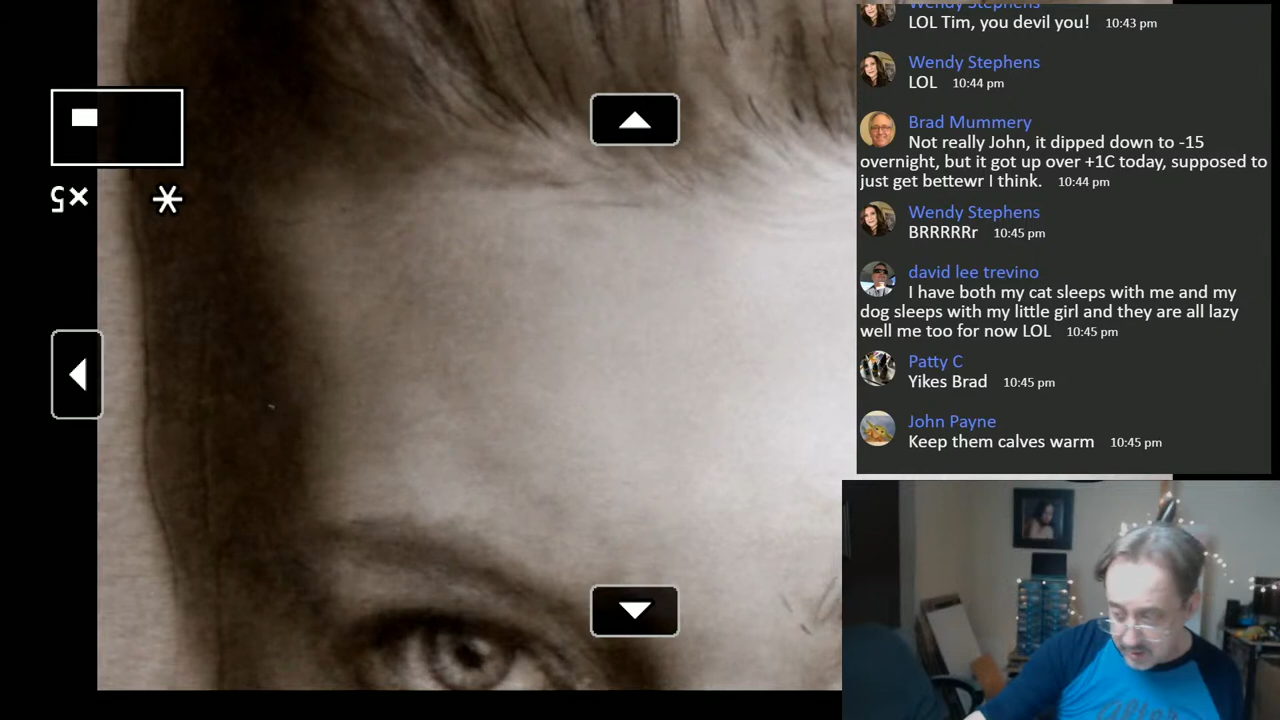 Wendy Stephens
LOL Tim, you devil you! 10:43 pm
Wendy Stephens
LOL 10:44 pm
Brad Mummery
Not really John, it dipped down to -15
overnight, but it got up over +1C today, supposed to
just get bettewr I think. 10:44 pm
Wendy Stephens
BRRRRRr 10:45 pm
david lee trevino
I have both my cat sleeps with me and my
dog sleeps with my little girl and they are all lazy
well me too for now LOL 10:45 pm
Patty C
Yikes Brad 10:45 pm
John Payne
Keep them calves warm 10:45 pm
x5